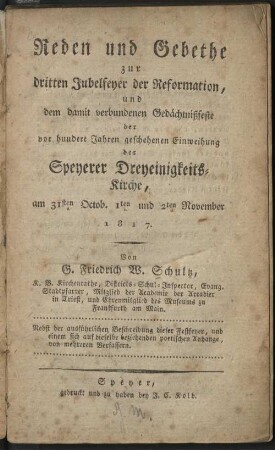 Reden und Gebethe
zur
dritten Jubelfeyer der Reformation,
und
dem damit verbundenen Gedächtnißfeste
der
vor hundert Jahren geschehenen Einweihung
der
Speyerer Dreyeinigkeits-
Kirche,
am 31sten Octob. 1ten und 2ten November
1817.
Von
G. Friedrich W. Schultz,
K. B. Kirchenrathe, Districts-Schul-Inspector, Evang.
Stadtpfarrer, Mitglied der Academie der Arcadier
in Triest, und Ehrenmitglied des Museums zu
Frankfurth am Main.
Nebst der ausführlichen Beschreibung dieser Festfeyer, und
einem sich auf dieselbe beziehenden poetischen Anhange,
von mehreren Verfassern.
Speyer,
gedruckt und zu haben bey J. C. Kolb.